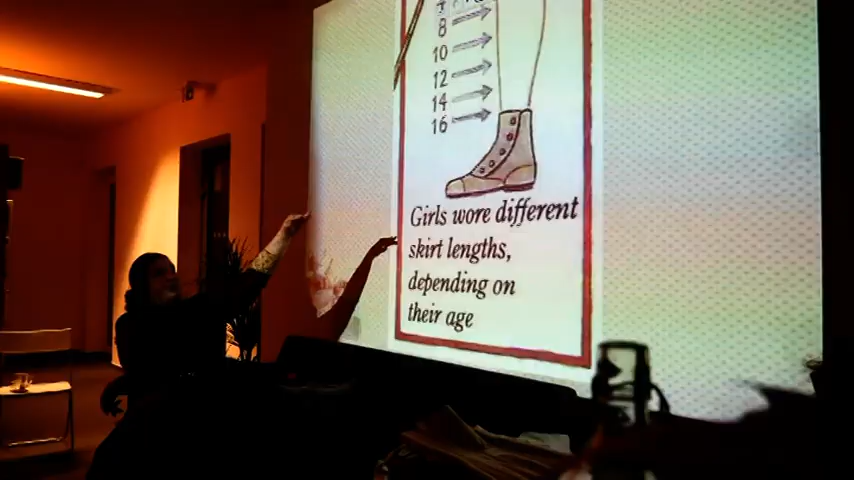 8
10
12
14
16
Girls wore different
skirt lengths,
depending on
their age